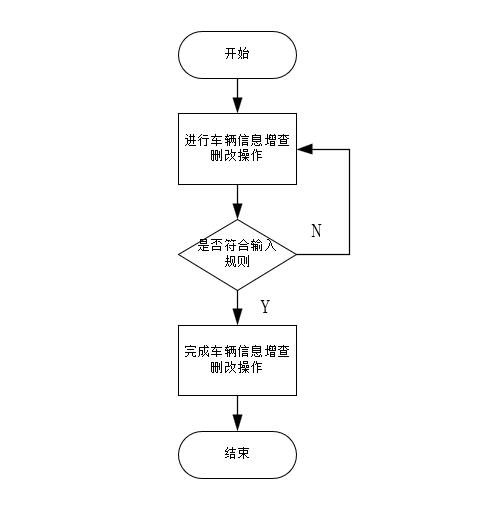 开始
进行车辆信息增查
删改操作
是否符合输入
规则
N
Y
完成车辆信息增查
删改操作
结束